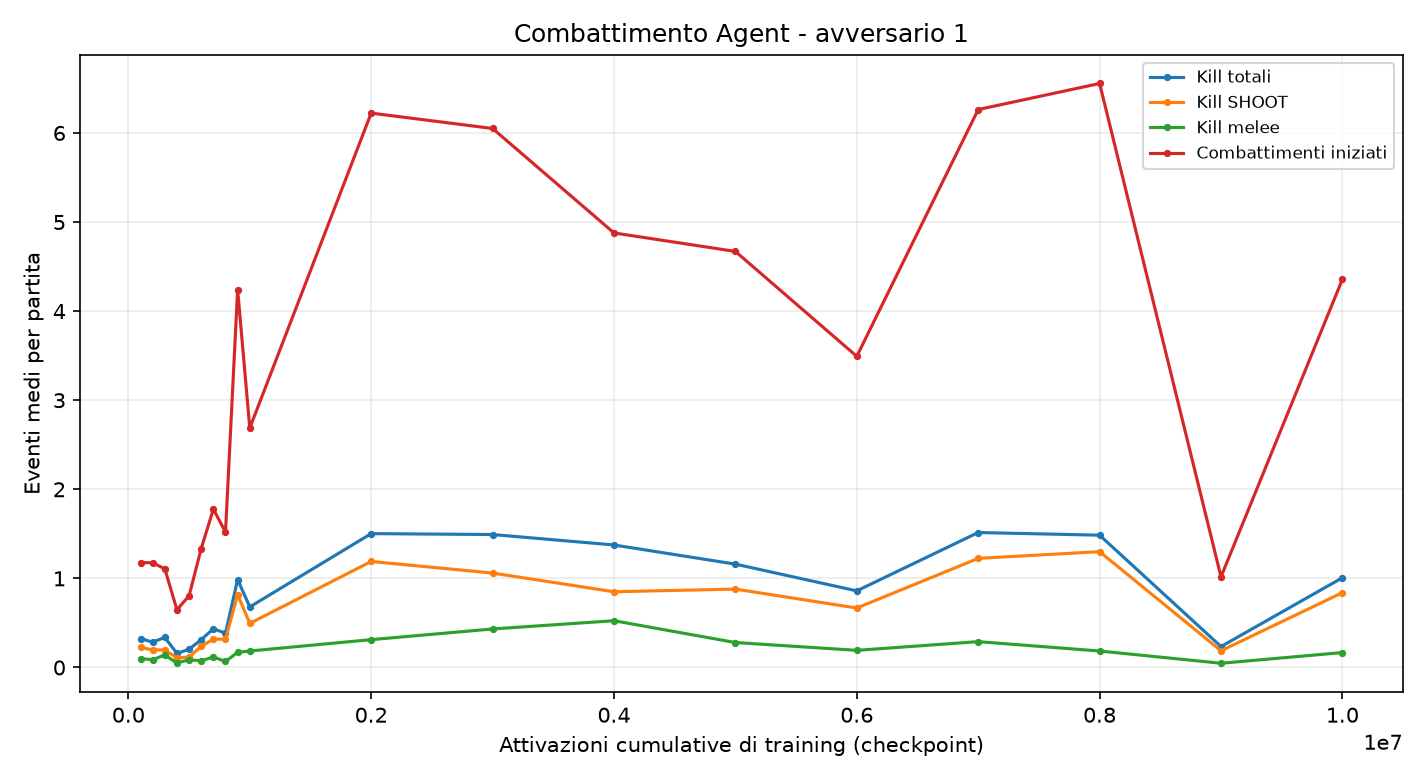 Combattimento Agent - avversario 1
Kill totali
Kill SHOOT
Kill melee
Combattimenti iniziati
Eventi medi per partita
6
5
4
3
2
1
0
0.0 0.2 0.4 0.6 0.8 1.0
1e7
Attivazioni cumulative di training (checkpoint)